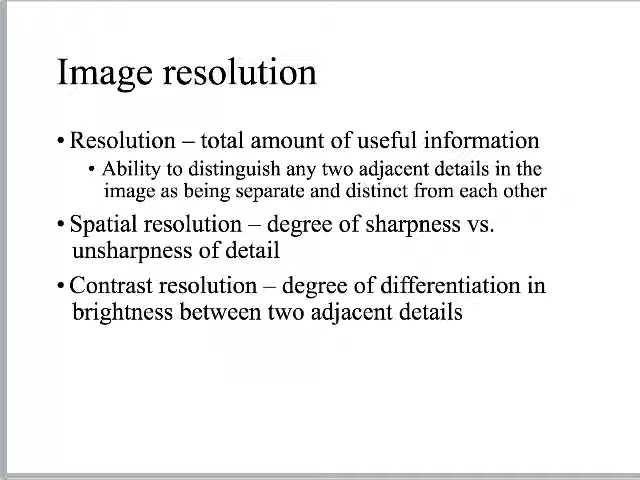 Image resolution
• Resolution – total amount of useful information
• Ability to distinguish any two adjacent details in the
image as being separate and distinct from each other
• Spatial resolution – degree of sharpness vs.
unsharpness of detail
• Contrast resolution – degree of differentiation in
brightness between two adjacent details